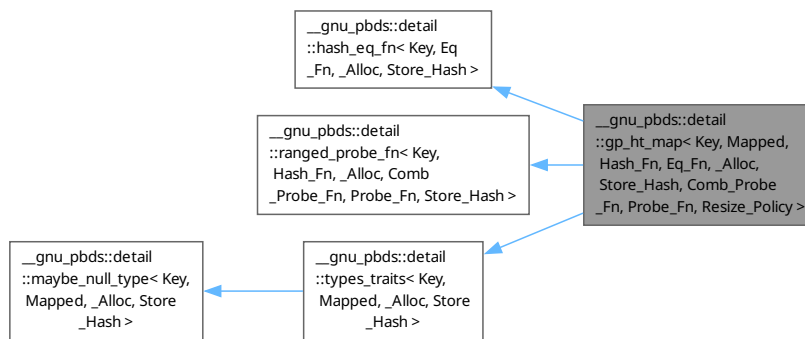 __gnu_pbds::detail
::hash_eq_fn< Key, Eq
_Fn, _Alloc, Store_Hash >
__gnu_pbds::detail
::gp_ht_map< Key, Mapped,
Hash_Fn, Eq_Fn, _Alloc,
Store_Hash, Comb_Probe
_Fn, Probe_Fn, Resize_Policy >
__gnu_pbds::detail
::ranged_probe_fn< Key,
Hash_Fn, _Alloc, Comb
_Probe_Fn, Probe_Fn, Store_Hash >
__gnu_pbds::detail
::maybe_null_type< Key,
Mapped, _Alloc, Store
_Hash >
__gnu_pbds::detail
::types_traits< Key,
Mapped, _Alloc, Store
_Hash >